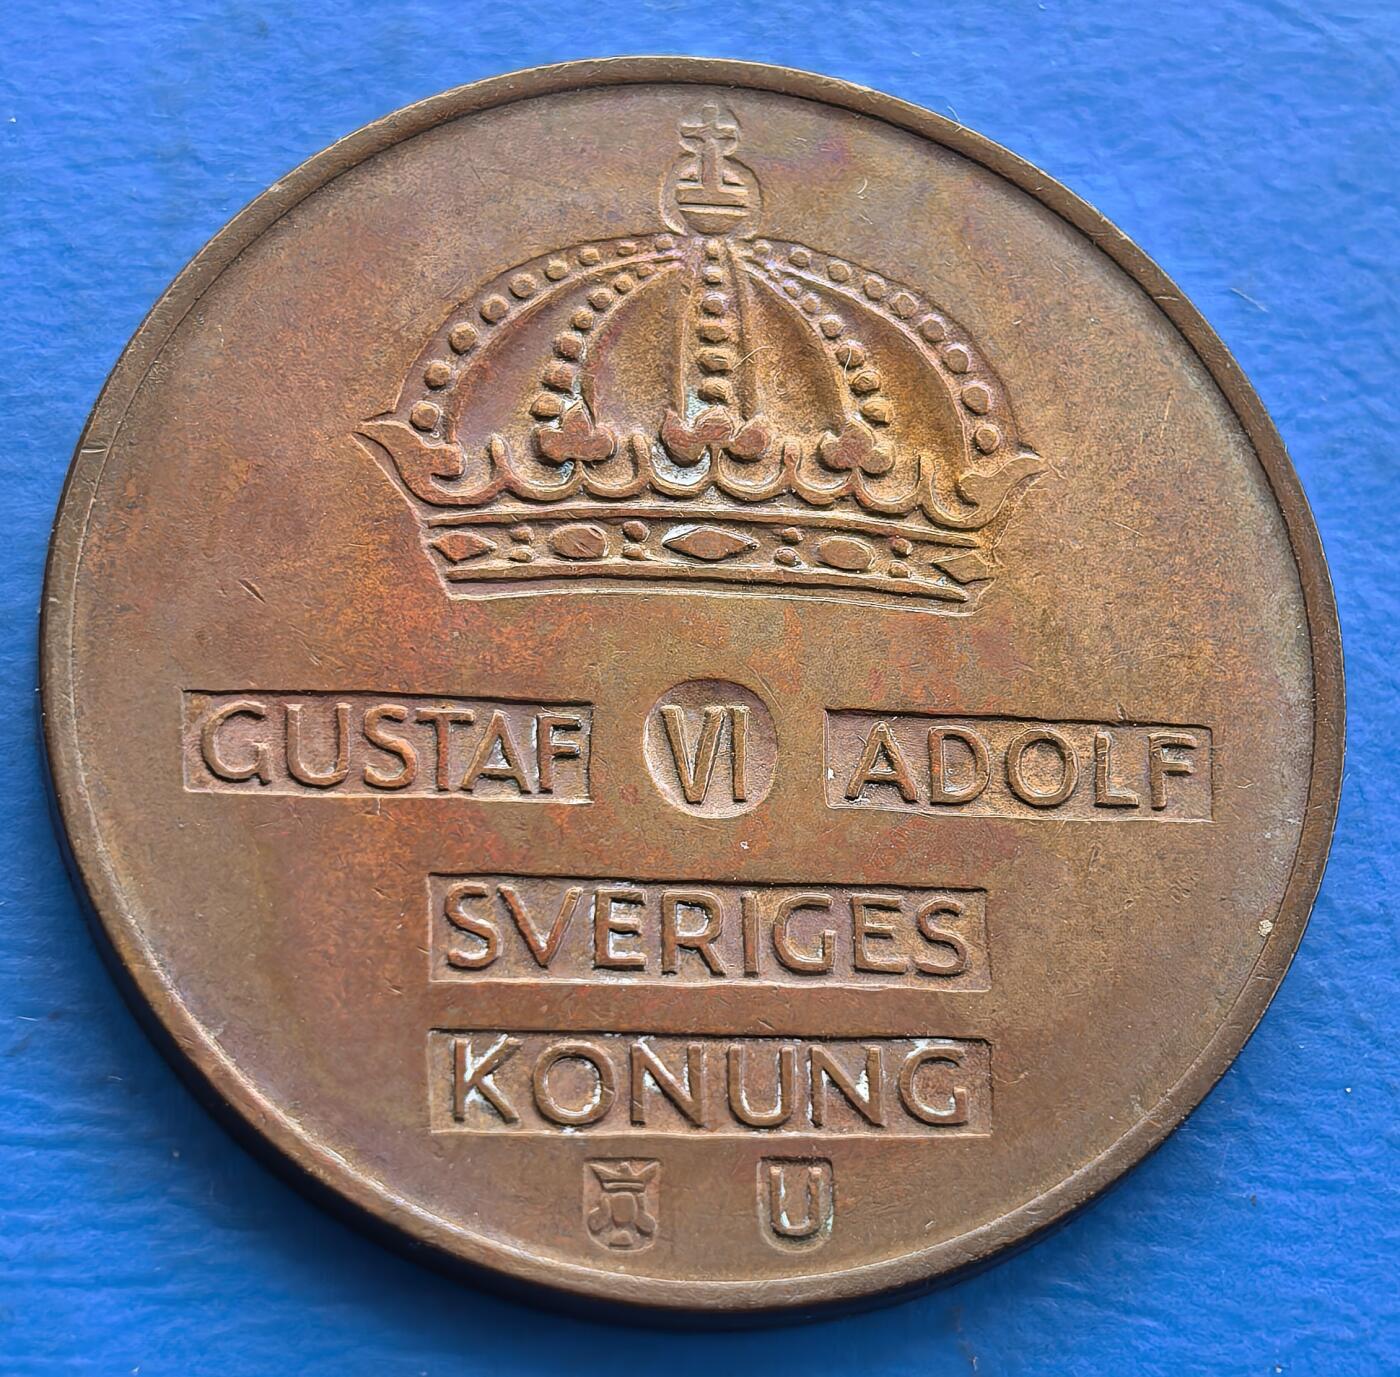 GUSTAF VI ADOLF
SVERIGES
KONUNG
U